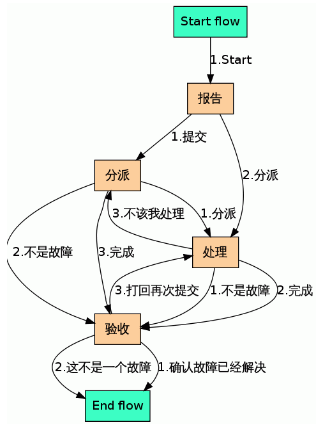 Start flow
1.Start
报告
1.提交
2.分派
分派
3.不该我处理
1.分派
2.不是故障
3.完成
处理
3.打回再次提交
1.不是故障
2.完成
验收
2.这不是一个故障
1.确认故障已经解决
End flow